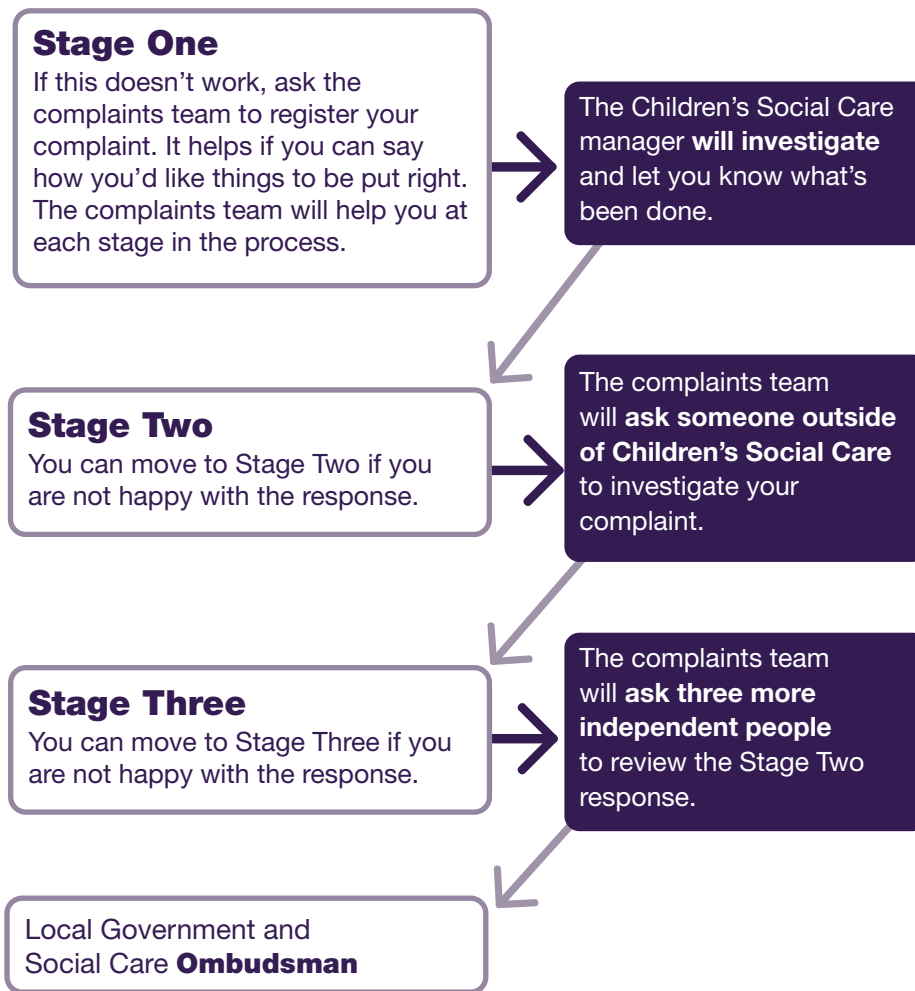 Stage One
If this doesn’t work, ask the
complaints team to register your
complaint. It helps if you can say
how you’d like things to be put right.
The complaints team will help you at
each stage in the process.
The Children’s Social Care
manager will investigate
and let you know what’s
been done.
Stage Two
You can move to Stage Two if you
are not happy with the response.
The complaints team
will ask someone outside
of Children’s Social Care
to investigate your
complaint.
Stage Three
You can move to Stage Three if you
are not happy with the response.
The complaints team
will ask three more
independent people
to review the Stage Two
response.
Local Government and
Social Care Ombudsman